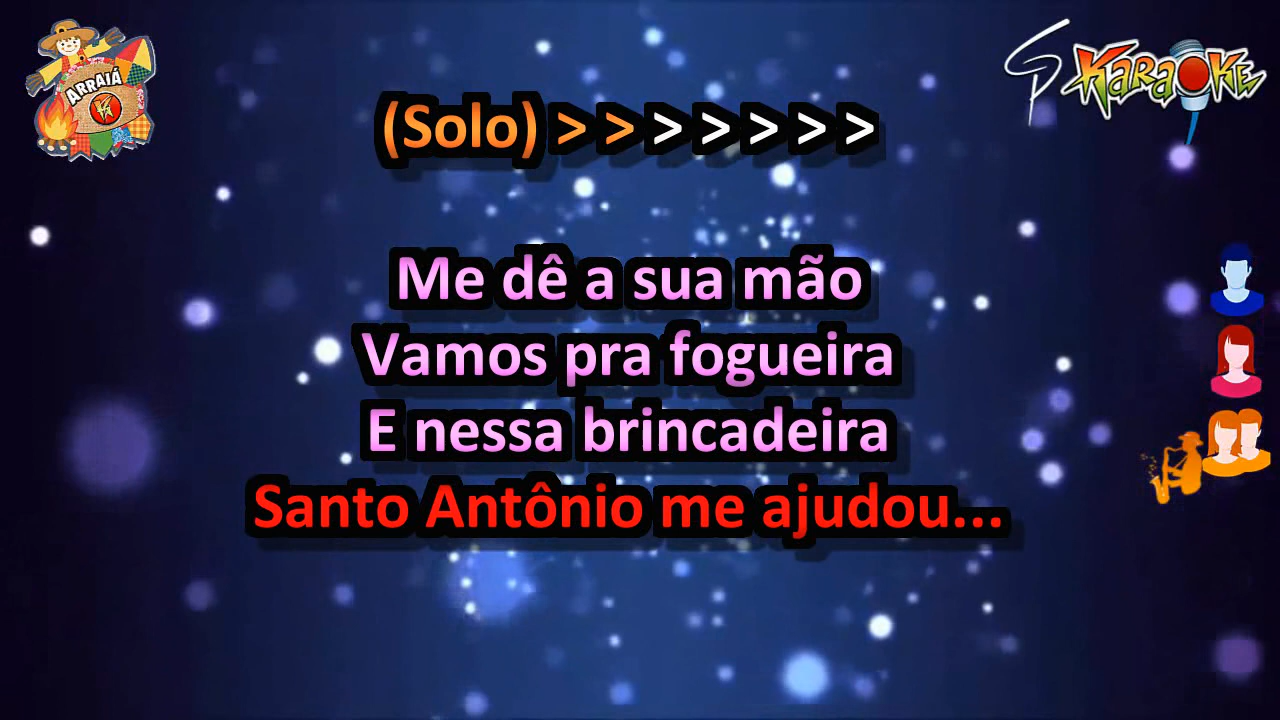 ARRAIÁ
K
KaRaOKe
(Solo) > > > > > > >
Me dê a sua mão
Vamos pra fogueira
E nessa brincadeira
Santo Antônio me ajudou...